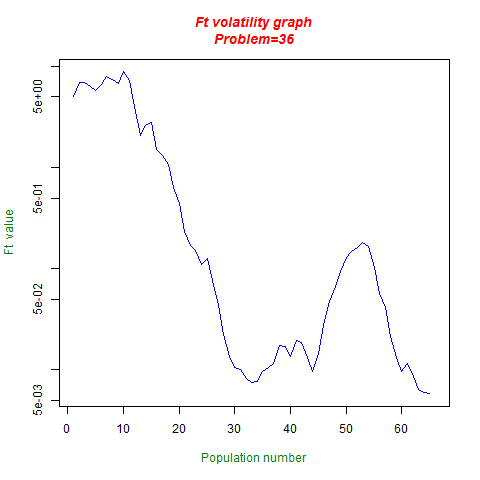 Ft volatility graph
Problem=36
5e+00
5e-01
5e-02
5e-03
Ft value
0 10 20 30 40 50 60
Population number